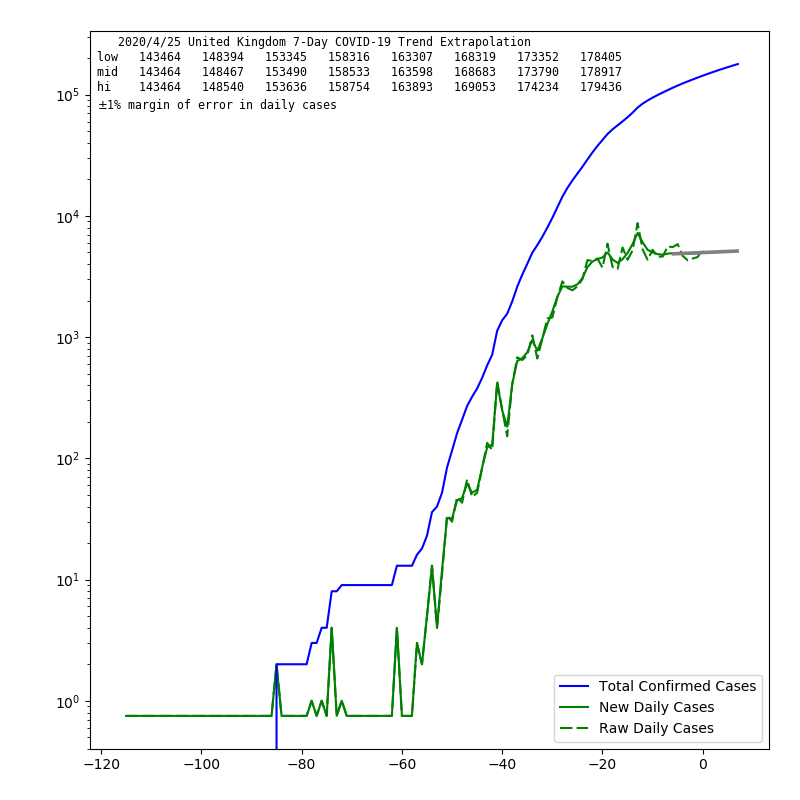 2020/4/25 United Kingdom 7-Day COVID-19 Trend Extrapolation
low 143464 148394 153345 158316 163307 168319 173352 178405
mid 143464 148467 153490 158533 163598 168683 173790 178917
hi 143464 148540 153636 158754 163893 169053 174234 179436
±1% margin of error in daily cases
10⁵
10⁴
10³
10²
10¹
10⁰
Total Confirmed Cases
New Daily Cases
Raw Daily Cases
−120 −100 −80 −60 −40 −20 0